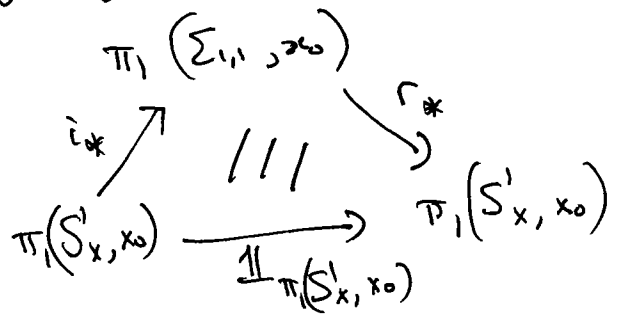 π₁(Σ₁,₁, x₀)
i* /// r*
π₁(S¹ₓ, x₀) π₁(S¹ₓ, x₀)
𝟙π₁(S¹ₓ, x₀)